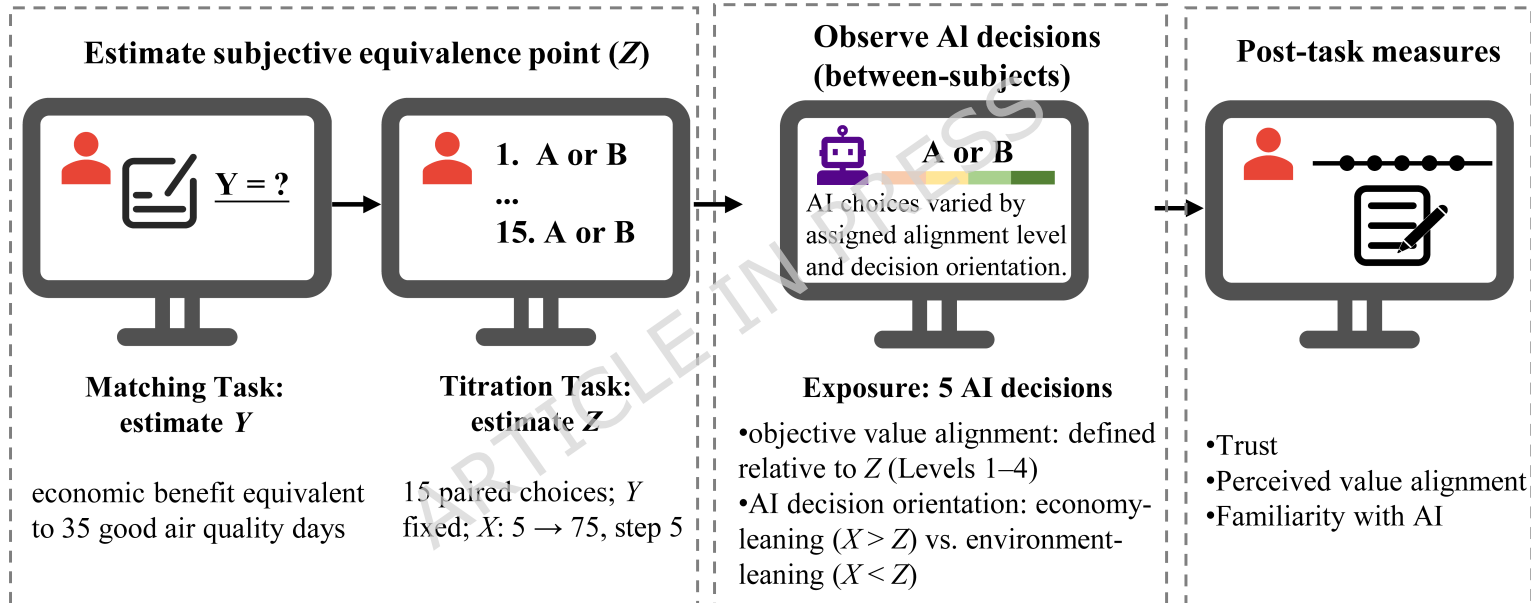 Estimate subjective equivalence point (Z)
Y = ?
1. A or B
...
15. A or B
Matching Task:
estimate Y
economic benefit equivalent
to 35 good air quality days
Titration Task:
estimate Z
15 paired choices; Y
fixed; X: 5 → 75, step 5
Observe AI decisions
(between-subjects)
A or B
AI choices varied by
assigned alignment level
and decision orientation.
Exposure: 5 AI decisions
•objective value alignment: defined
relative to Z (Levels 1–4)
•AI decision orientation: economy-
leaning (X > Z) vs. environment-
leaning (X < Z)
Post-task measures
•Trust
•Perceived value alignment
•Familiarity with AI
ARTICLE IN PRESS